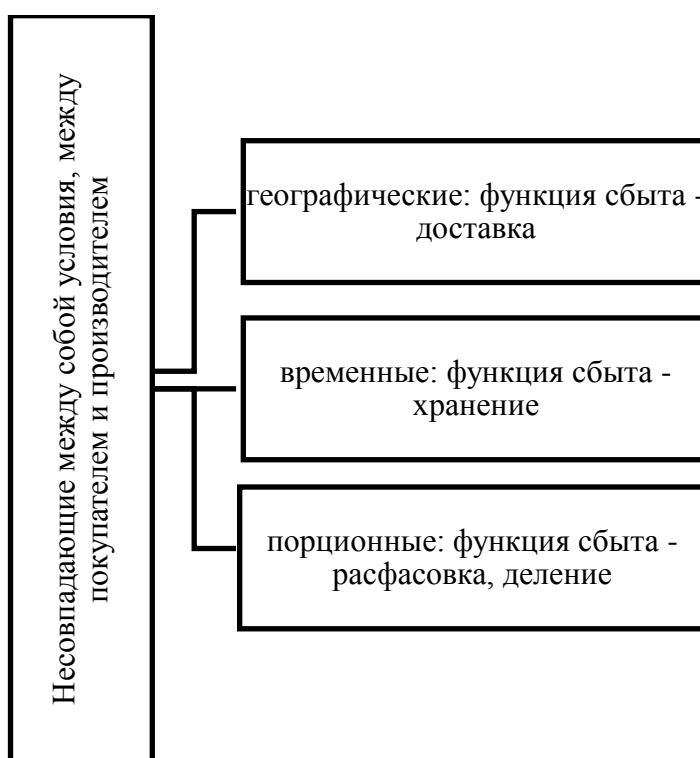 Несовпадающие между собой условия, между
покупателем и производителем
географические: функция сбыта -
доставка
временные: функция сбыта -
хранение
порционные: функция сбыта -
расфасовка, деление